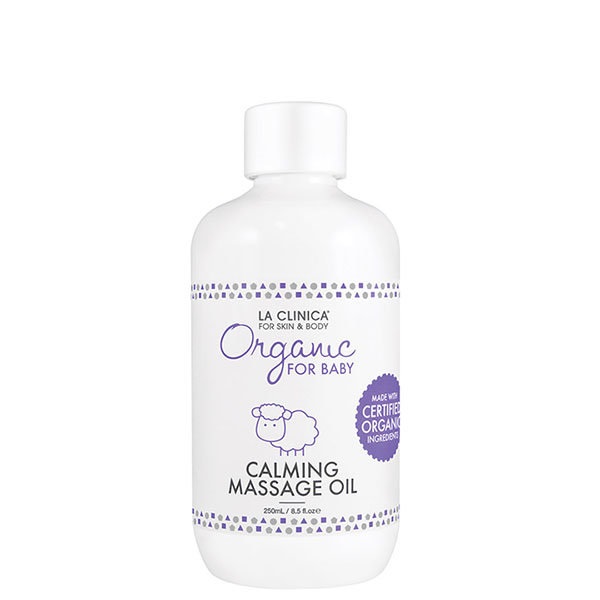 LA CLINICA®
FOR SKIN & BODY
Organic
FOR BABY
MADE WITH
CERTIFIED
ORGANIC
INGREDIENTS
CALMING
MASSAGE OIL
250mL / 8.5 fl.oz℮